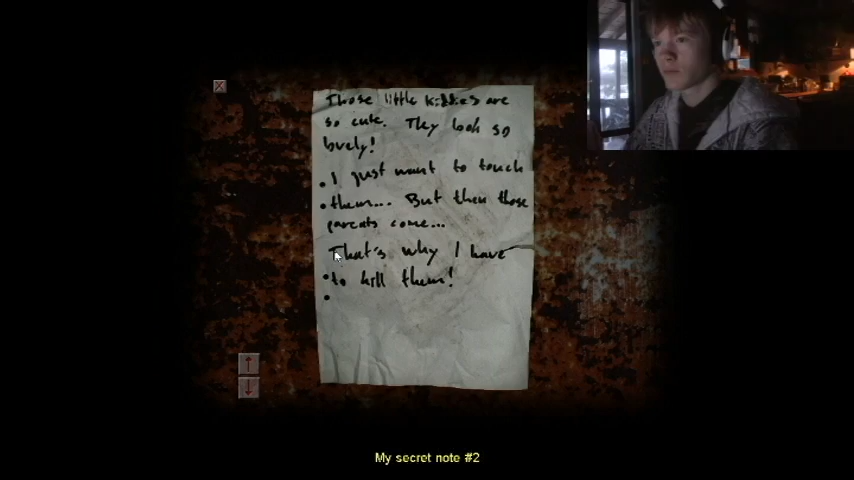 Those little kiddies are
so cute. They look so
lovely!
I just want to touch
them... But then those
parents come...
That's why I have
to kill them!
My secret note #2